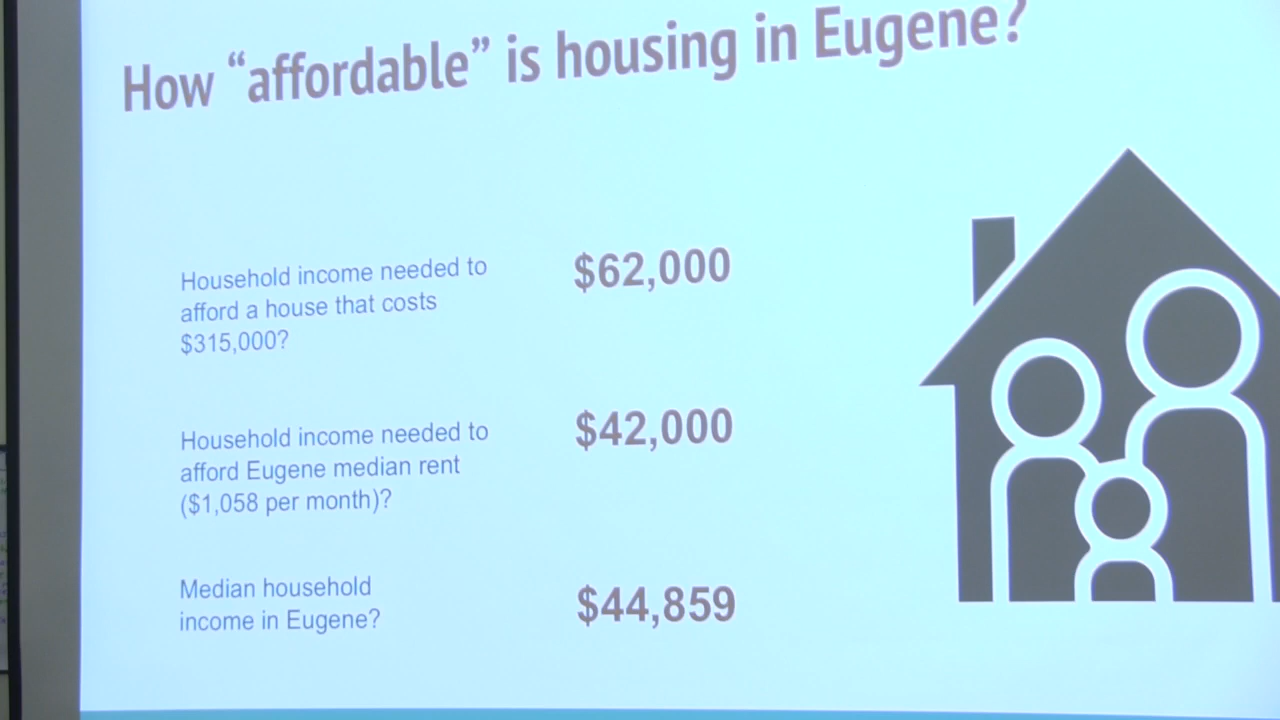 How “affordable” is housing in Eugene?
Household income needed to
afford a house that costs
$315,000?
$62,000
Household income needed to
afford Eugene median rent
($1,058 per month)?
$42,000
Median household
income in Eugene?
$44,859